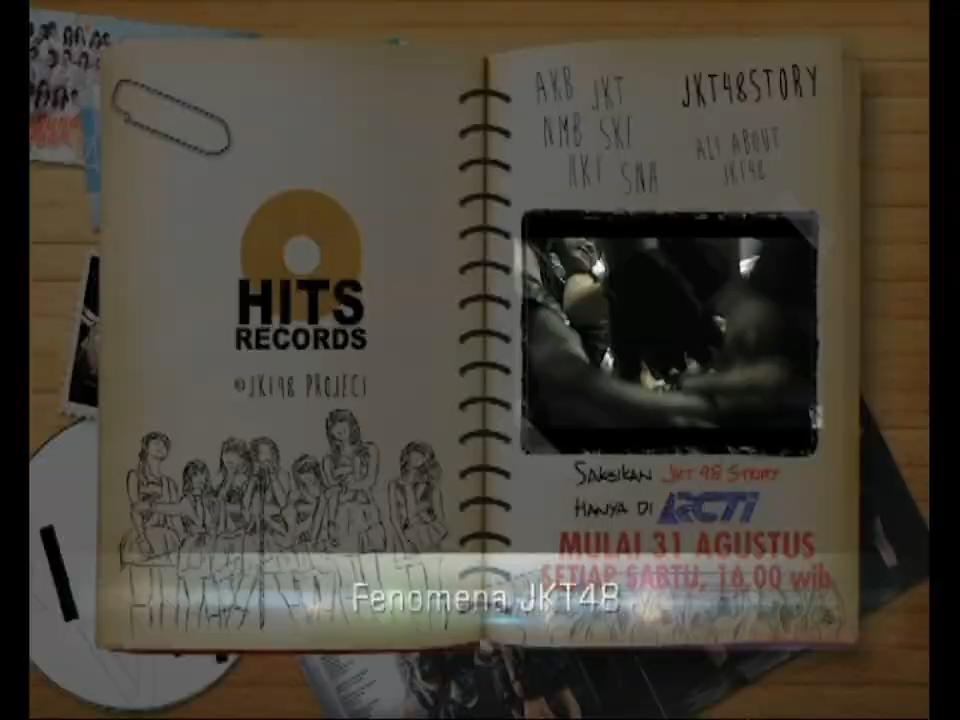 HITS
RECORDS
©JKT48 PROJECT
AKB JKT
NMB SKE
HKT SNH
JKT48STORY
ALL ABOUT
JKT48
SAKSIKAN JKT 48 STORY
HANYA DI RCTI
MULAI 31 AGUSTUS
SETIAP SABTU, 16.00 wib
Fenomena JKT48